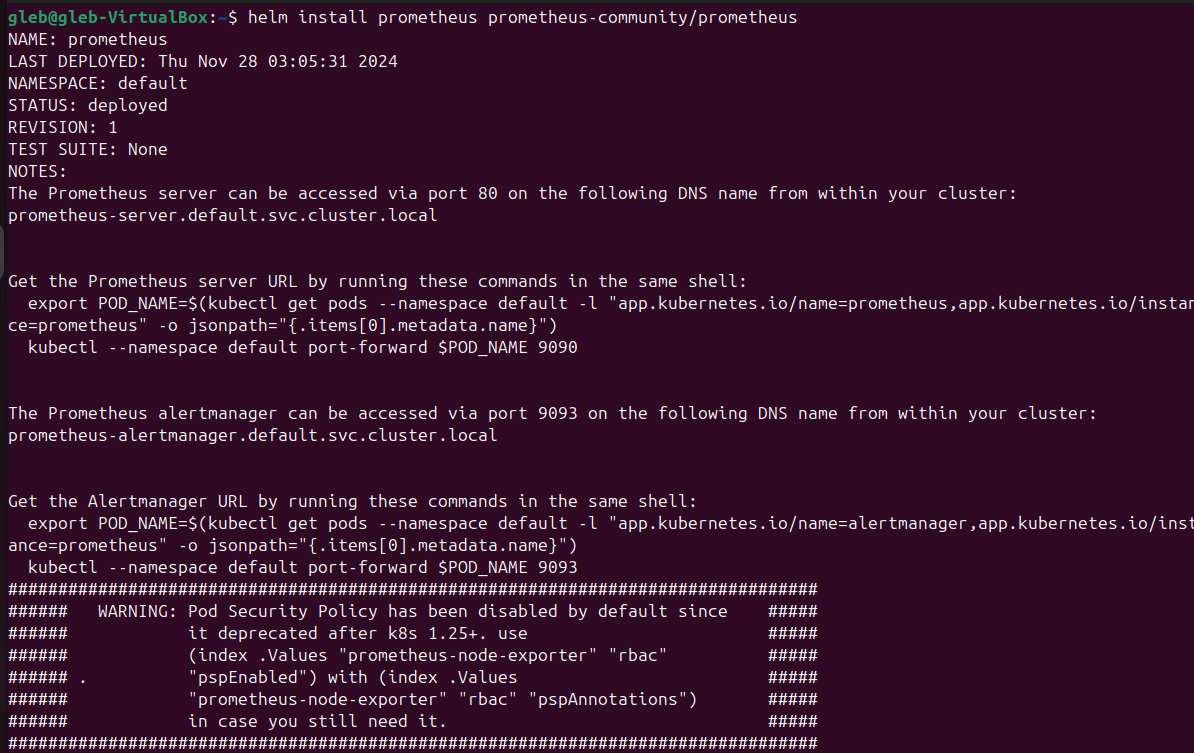 gleb@gleb-VirtualBox:~$ helm install prometheus prometheus-community/prometheus
NAME: prometheus
LAST DEPLOYED: Thu Nov 28 03:05:31 2024
NAMESPACE: default
STATUS: deployed
REVISION: 1
TEST SUITE: None
NOTES:
The Prometheus server can be accessed via port 80 on the following DNS name from within your cluster:
prometheus-server.default.svc.cluster.local


Get the Prometheus server URL by running these commands in the same shell:
  export POD_NAME=$(kubectl get pods --namespace default -l "app.kubernetes.io/name=prometheus,app.kubernetes.io/instan
ce=prometheus" -o jsonpath="{.items[0].metadata.name}")
  kubectl --namespace default port-forward $POD_NAME 9090


The Prometheus alertmanager can be accessed via port 9093 on the following DNS name from within your cluster:
prometheus-alertmanager.default.svc.cluster.local


Get the Alertmanager URL by running these commands in the same shell:
  export POD_NAME=$(kubectl get pods --namespace default -l "app.kubernetes.io/name=alertmanager,app.kubernetes.io/inst
ance=prometheus" -o jsonpath="{.items[0].metadata.name}")
  kubectl --namespace default port-forward $POD_NAME 9093
#################################################################################
######   WARNING: Pod Security Policy has been disabled by default since    #####
######            it deprecated after k8s 1.25+. use                        #####
######            (index .Values "prometheus-node-exporter" "rbac"          #####
###### .          "pspEnabled") with (index .Values                         #####
######            "prometheus-node-exporter" "rbac" "pspAnnotations")       #####
######            in case you still need it.                                #####
#################################################################################